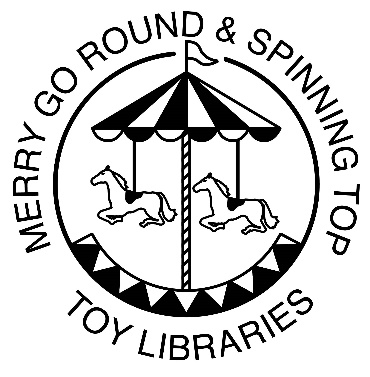 MERRY GO ROUND & SPINNING TOP
TOY LIBRARIES